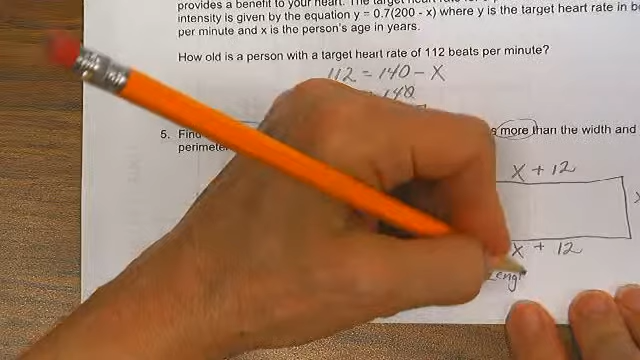 provides a benefit to your heart. The target heart rate for
intensity is given by the equation y = 0.7(200 - x) where y is the target heart rate in
per minute and x is the person's age in years.
How old is a person with a target heart rate of 112 beats per minute?
112 = 140 - X
140
5. Find more than the width and
perimeter
X + 12
X + 12
Leng